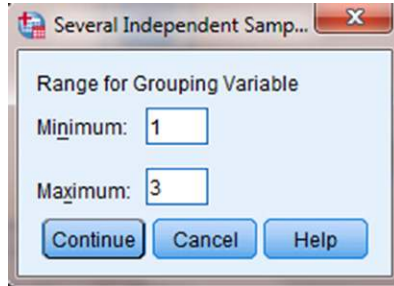 Several Independent Samp...
Range for Grouping Variable
Minimum: 1
Maximum: 3
Continue Cancel Help